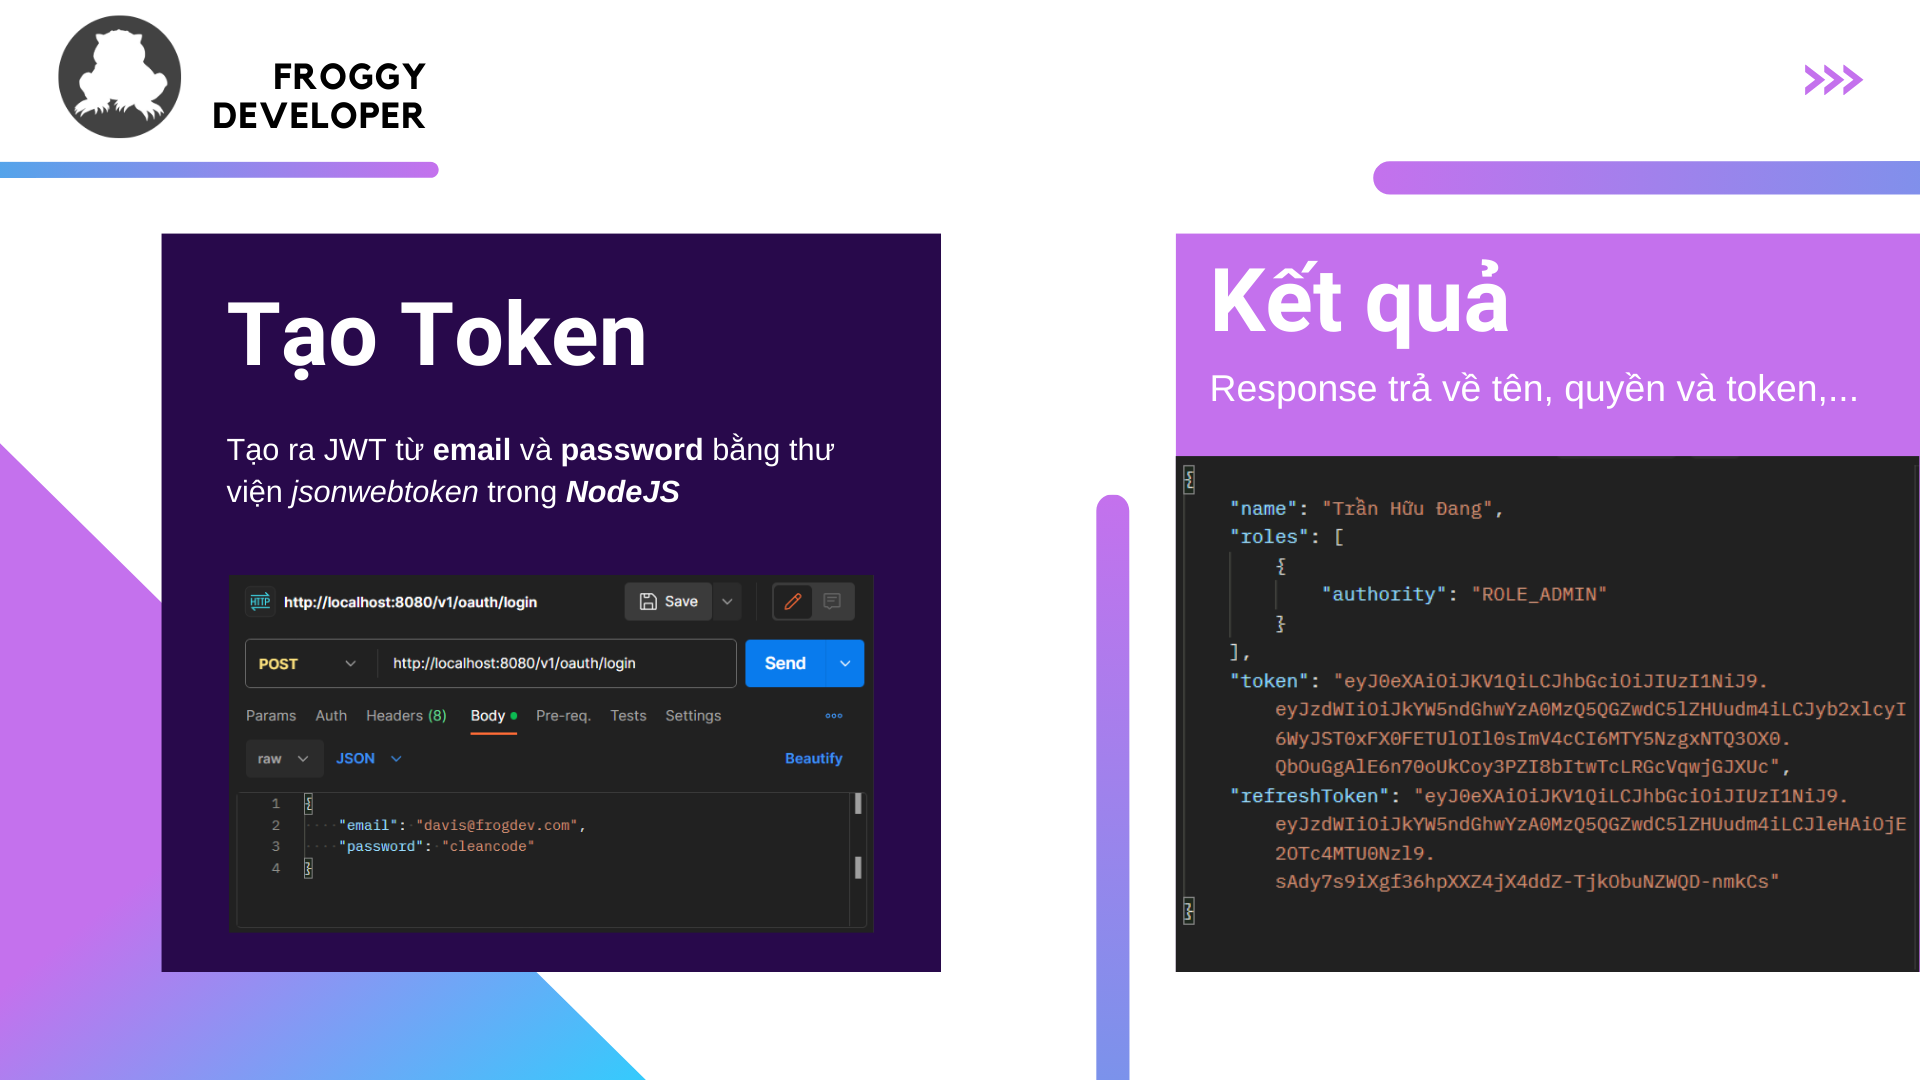 FROGGY
DEVELOPER
Tạo Token
Tạo ra JWT từ email và password bằng thư
viện jsonwebtoken trong NodeJS
HTTP http://localhost:8080/v1/oauth/login Save
POST http://localhost:8080/v1/oauth/login Send
Params Auth Headers (8) Body Pre-req. Tests Settings
raw JSON Beautify
1 {
2 "email": "davis@frogdev.com",
3 "password": "cleancode"
4 }
Kết quả
Response trả về tên, quyền và token,...
{
"name": "Trần Hữu Đang",
"roles": [
{
"authority": "ROLE_ADMIN"
}
],
"token": "eyJ0eXAiOiJKV1QiLCJhbGciOiJIUzI1NiJ9.
eyJzdWIiOiJkYW5ndGhwYzA0MzQ5QGZwdC5lZHUudm4iLCJyb2xlcyI
6WyJST0xFX0FETUlOIl0sImV4cCI6MTY5NzgxNTQ3OX0.
QbOuGgAlE6n70oUkCoy3PZI8bItwTcLRGcVqwjGJXUc",
"refreshToken": "eyJ0eXAiOiJKV1QiLCJhbGciOiJIUzI1NiJ9.
eyJzdWIiOiJkYW5ndGhwYzA0MzQ5QGZwdC5lZHUudm4iLCJleHAiOjE
2OTc4MTU0Nzl9.
sAdy7s9iXgf36hpXXZ4jX4ddZ-TjkObuNZWQD-nmkCs"
}